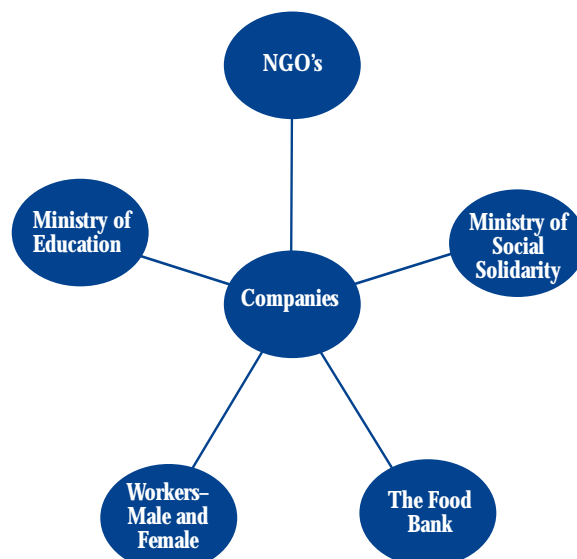 NGO’s
Ministry of
Education
Ministry of
Social
Solidarity
Companies
Workers–
Male and
Female
The Food
Bank